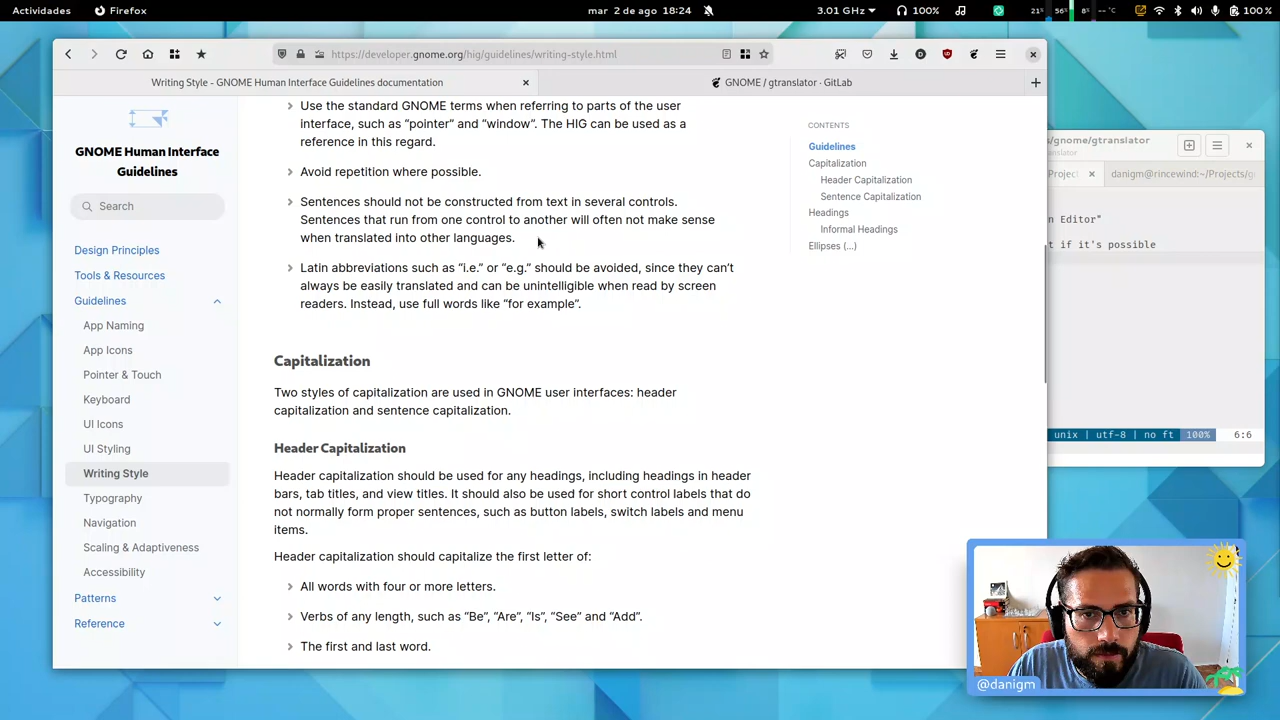 Actividades
Firefox
mar 2 de ago 18:24
3.01 GHz
100%
21%
56%
8%
-- °C
100 %
https://developer.gnome.org/hig/guidelines/writing-style.html
Writing Style - GNOME Human Interface Guidelines documentation
GNOME / gtranslator · GitLab
GNOME Human Interface
Guidelines
Search
Design Principles
Tools & Resources
Guidelines
App Naming
App Icons
Pointer & Touch
Keyboard
UI Icons
UI Styling
Writing Style
Typography
Navigation
Scaling & Adaptiveness
Accessibility
Patterns
Reference
Use the standard GNOME terms when referring to parts of the user
interface, such as “pointer” and “window”. The HIG can be used as a
reference in this regard.
Avoid repetition where possible.
Sentences should not be constructed from text in several controls.
Sentences that run from one control to another will often not make sense
when translated into other languages.
Latin abbreviations such as “i.e.” or “e.g.” should be avoided, since they can’t
always be easily translated and can be unintelligible when read by screen
readers. Instead, use full words like “for example”.
Capitalization
Two styles of capitalization are used in GNOME user interfaces: header
capitalization and sentence capitalization.
Header Capitalization
Header capitalization should be used for any headings, including headings in header
bars, tab titles, and view titles. It should also be used for short control labels that do
not normally form proper sentences, such as button labels, switch labels and menu
items.
Header capitalization should capitalize the first letter of:
All words with four or more letters.
Verbs of any length, such as “Be”, “Are”, “Is”, “See” and “Add”.
The first and last word.
CONTENTS
Guidelines
Capitalization
Header Capitalization
Sentence Capitalization
Headings
Informal Headings
Ellipses (…)
s/gnome/gtranslator
anslator
Projec
danigm@rincewind:~/Projects/g
n Editor"
t if it's possible
unix | utf-8 | no ft
100%
6:6
@danigm